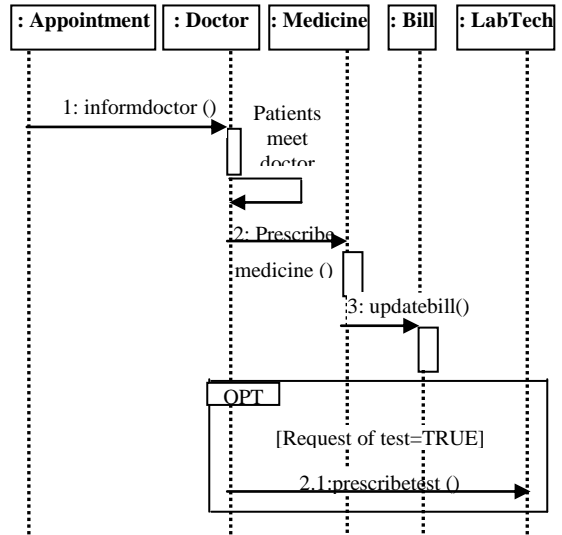 : Appointment : Doctor : Medicine : Bill : LabTech
1: informdoctor ()
Patients
meet
doctor
2: Prescribe
medicine ()
3: updatebill()
OPT
[Request of test=TRUE]
2.1:prescribetest ()